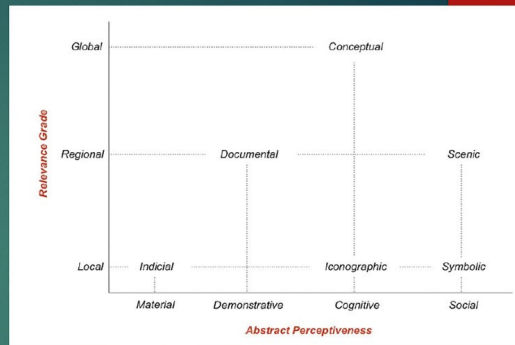 Global
Conceptual
Relevance Grade
Regional
Documental
Scenic
Local
Indicial
Iconographic
Symbolic
Material
Demonstrative
Cognitive
Social
Abstract Perceptiveness